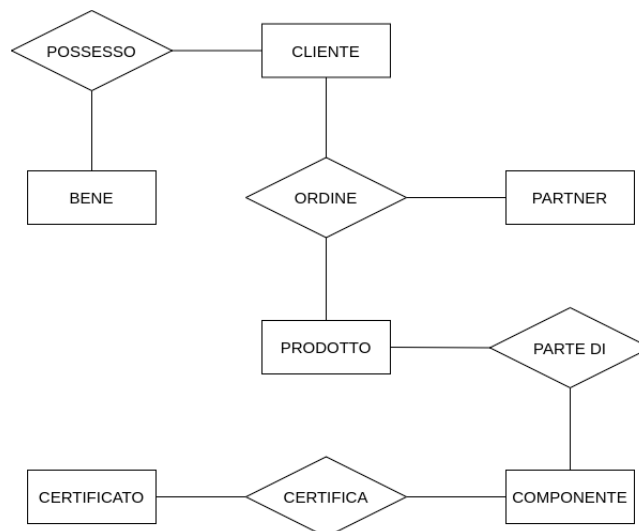 POSSESSO
CLIENTE
BENE
ORDINE
PARTNER
PRODOTTO
PARTE DI
CERTIFICATO
CERTIFICA
COMPONENTE